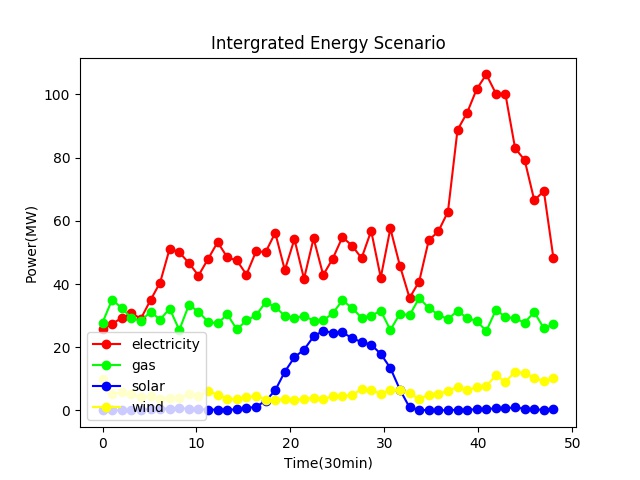 Intergrated Energy Scenario
Power(MW)
100
80
60
40
20
0
electricity
gas
solar
wind
0 10 20 30 40 50
Time(30min)